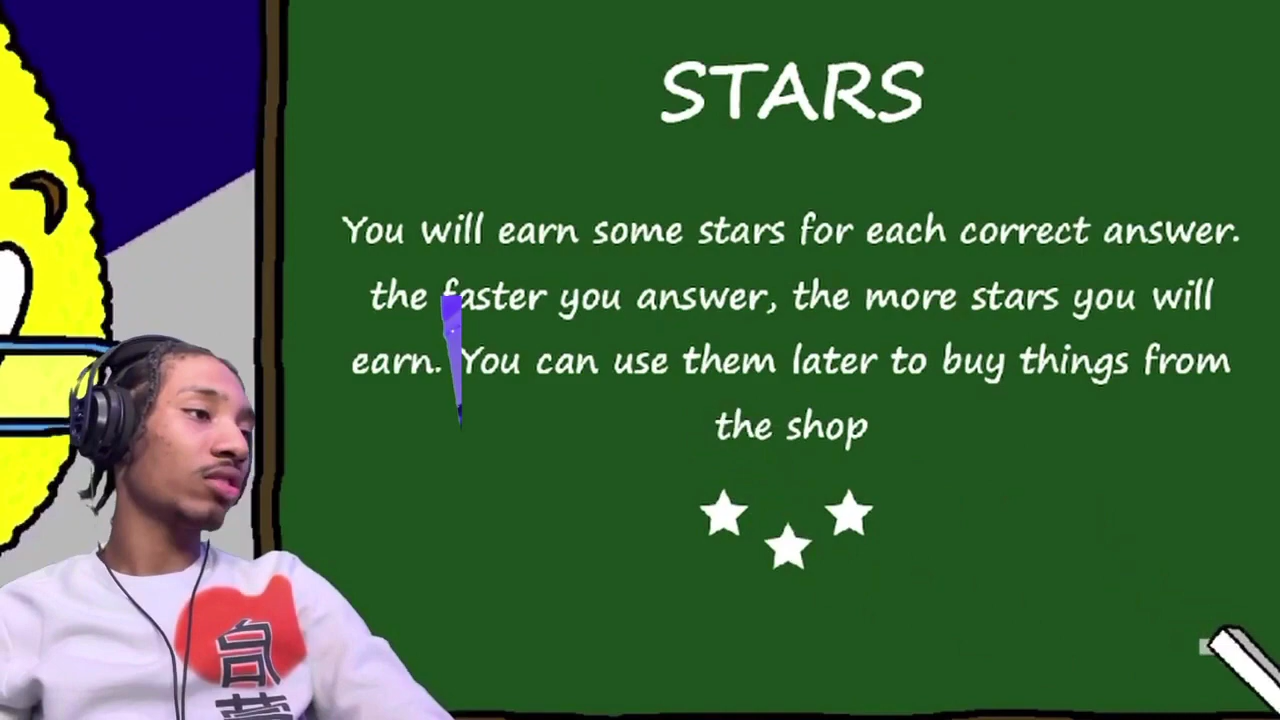 STARS
You will earn some stars for each correct answer.
the faster you answer, the more stars you will
earn. You can use them later to buy things from
the shop